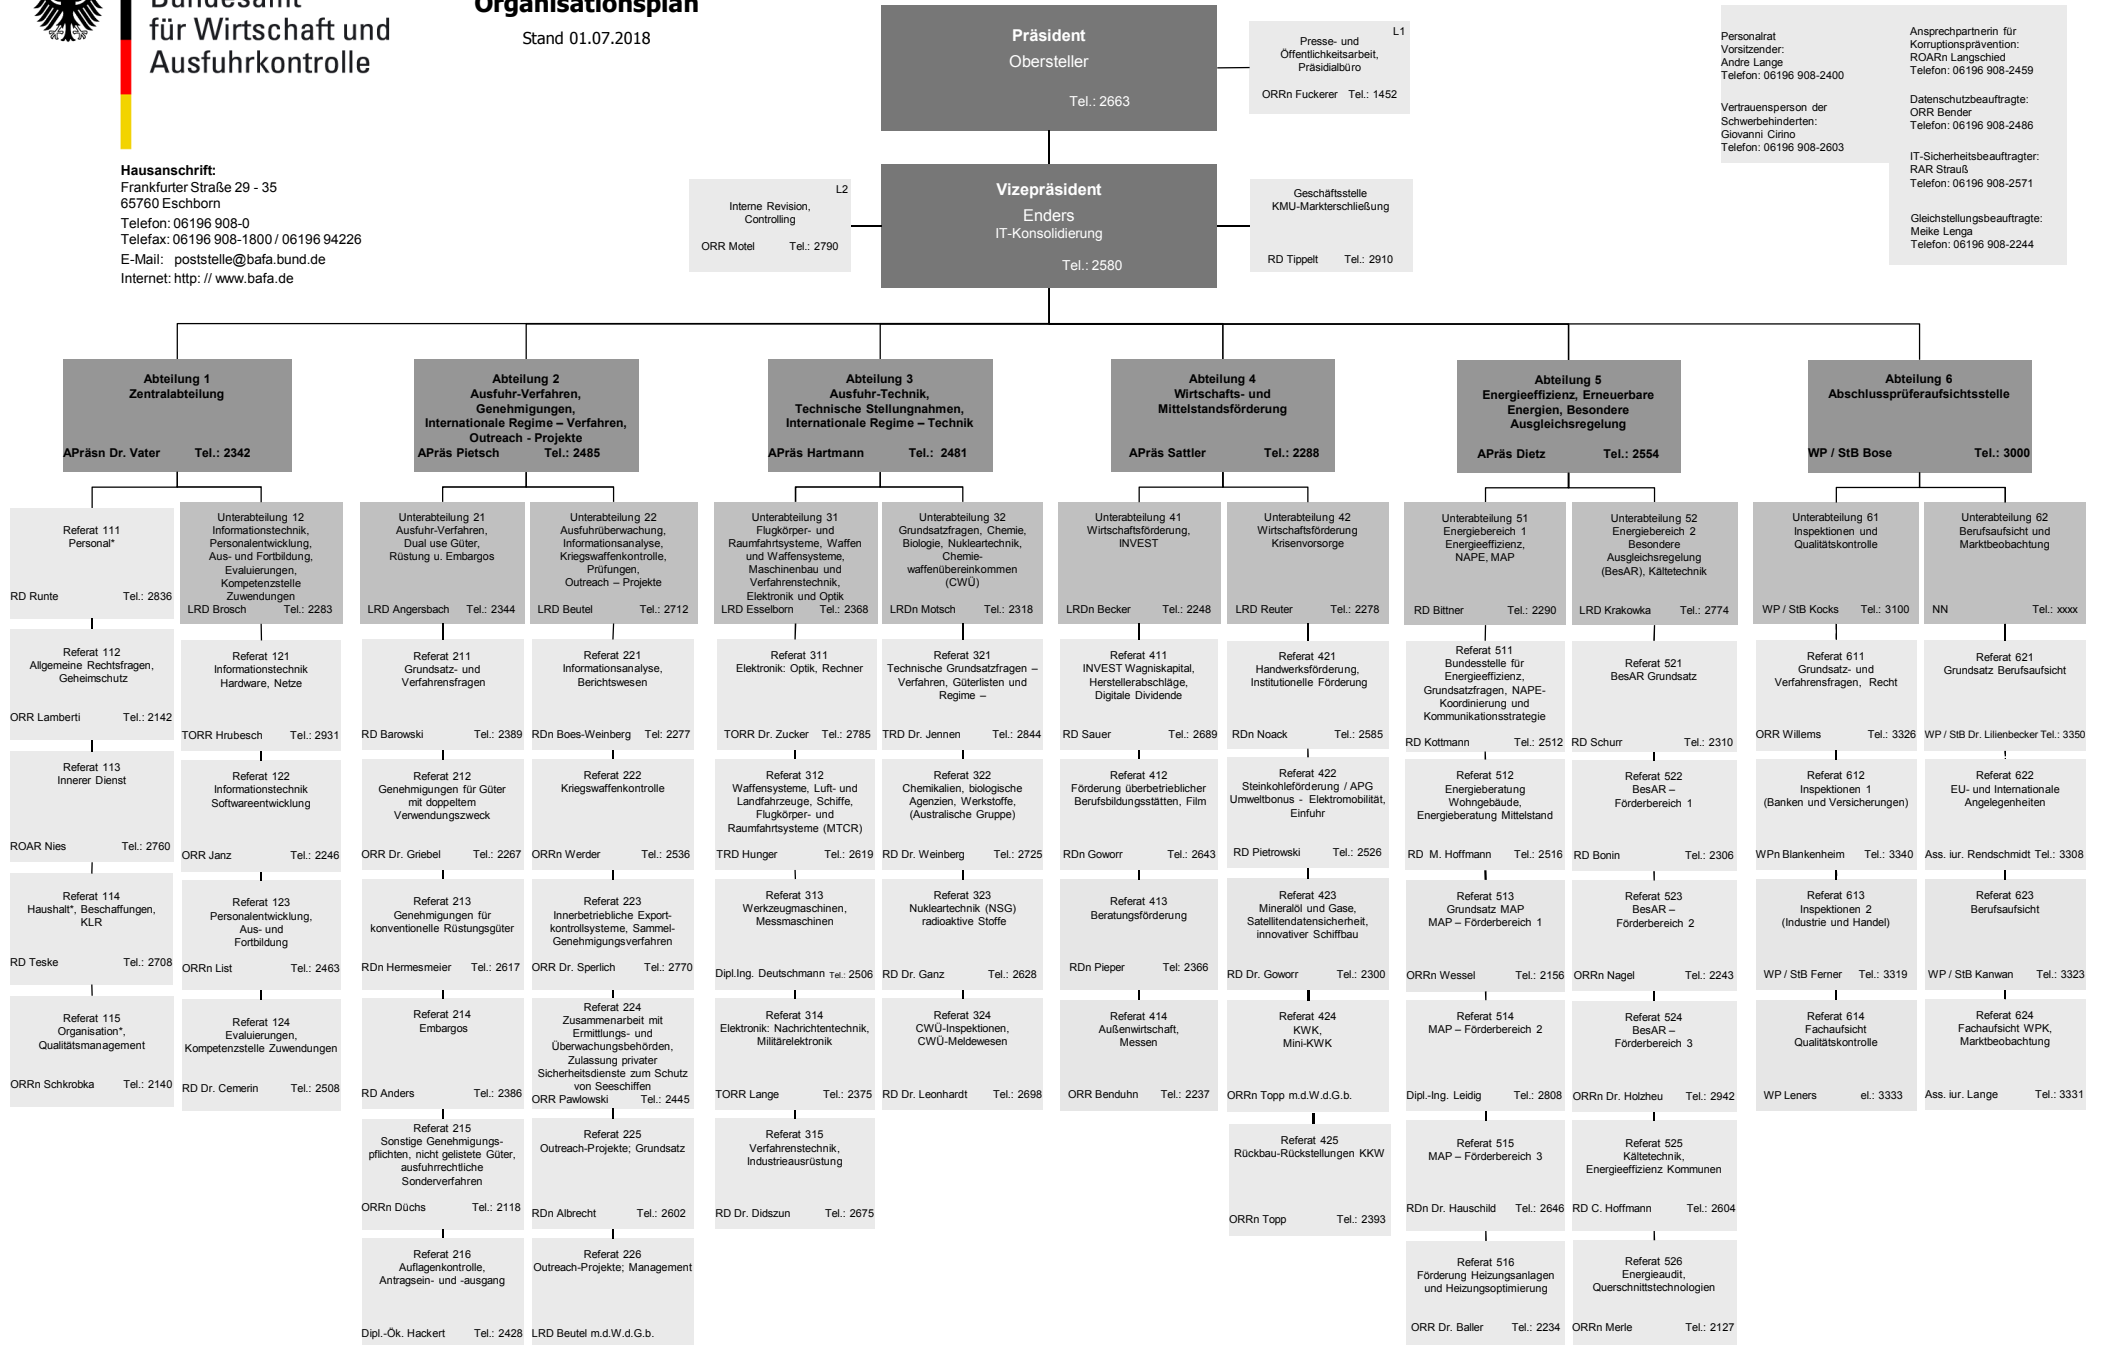 Bundesamt
für Wirtschaft und
Ausfuhrkontrolle
Organisationsplan
Stand 01.07.2018
Hausanschrift:
Frankfurter Straße 29 - 35
65760 Eschborn
Telefon: 06196 908-0
Telefax: 06196 908-1800 / 06196 94226
E-Mail: poststelle@bafa.bund.de
Internet: http: // www.bafa.de
Präsident
Obersteller
Tel.: 2663
L1
Presse- und
Öffentlichkeitsarbeit,
Präsidialbüro
ORRn Fuckerer Tel.: 1452
Personalrat
Vorsitzender:
Andre Lange
Telefon: 06196 908-2400
Vertrauensperson der
Schwerbehinderten:
Giovanni Cirino
Telefon: 06196 908-2603
Ansprechpartnerin für
Korruptionsprävention:
ROARn Langschied
Telefon: 06196 908-2459
Datenschutzbeauftragte:
ORR Bender
Telefon: 06196 908-2486
IT-Sicherheitsbeauftragter:
RAR Strauß
Telefon: 06196 908-2571
Gleichstellungsbeauftragte:
Meike Lenga
Telefon: 06196 908-2244
L2
Interne Revision,
Controlling
ORR Motel Tel.: 2790
Vizepräsident
Enders
IT-Konsolidierung
Tel.: 2580
Geschäftsstelle
KMU-Markterschließung
RD Tippelt Tel.: 2910
Abteilung 1
Zentralabteilung
APräsn Dr. Vater Tel.: 2342
Abteilung 2
Ausfuhr-Verfahren,
Genehmigungen,
Internationale Regime – Verfahren,
Outreach - Projekte
APräs Pietsch Tel.: 2485
Abteilung 3
Ausfuhr-Technik,
Technische Stellungnahmen,
Internationale Regime – Technik
APräs Hartmann Tel.: 2481
Abteilung 4
Wirtschafts- und
Mittelstandsförderung
APräs Sattler Tel.: 2288
Abteilung 5
Energieeffizienz, Erneuerbare
Energien, Besondere
Ausgleichsregelung
APräs Dietz Tel.: 2554
Abteilung 6
Abschlussprüferaufsichtsstelle
WP / StB Bose Tel.: 3000
Referat 111
Personal*
RD Runte Tel.: 2836
Unterabteilung 12
Informationstechnik,
Personalentwicklung,
Aus- und Fortbildung,
Evaluierungen,
Kompetenzstelle
Zuwendungen
LRD Brosch Tel.: 2283
Unterabteilung 21
Ausfuhr-Verfahren,
Dual use Güter,
Rüstung u. Embargos
LRD Angersbach Tel.: 2344
Unterabteilung 22
Ausfuhrüberwachung,
Informationsanalyse,
Kriegswaffenkontrolle,
Prüfungen,
Outreach – Projekte
LRD Beutel Tel.: 2712
Unterabteilung 31
Flugkörper- und
Raumfahrtsysteme, Waffen
und Waffensysteme,
Maschinenbau und
Verfahrenstechnik,
Elektronik und Optik
LRD Esselborn Tel.: 2368
Unterabteilung 32
Grundsatzfragen, Chemie,
Biologie, Nukleartechnik,
Chemie-
waffenübereinkommen
(CWÜ)
LRDn Motsch Tel.: 2318
Unterabteilung 41
Wirtschaftsförderung,
INVEST
LRDn Becker Tel.: 2248
Unterabteilung 42
Wirtschaftsförderung
Krisenvorsorge
LRD Reuter Tel.: 2278
Unterabteilung 51
Energiebereich 1
Energieeffizienz,
NAPE, MAP
RD Bittner Tel.: 2290
Unterabteilung 52
Energiebereich 2
Besondere
Ausgleichsregelung
(BesAR), Kältetechnik
LRD Krakowka Tel.: 2774
Unterabteilung 61
Inspektionen und
Qualitätskontrolle
WP / StB Kocks Tel.: 3100
Unterabteilung 62
Berufsaufsicht und
Marktbeobachtung
NN Tel.: xxxx
Referat 112
Allgemeine Rechtsfragen,
Geheimschutz
ORR Lamberti Tel.: 2142
Referat 121
Informationstechnik
Hardware, Netze
TORR Hrubesch Tel.: 2931
Referat 211
Grundsatz- und
Verfahrensfragen
RD Barowski Tel.: 2389
Referat 221
Informationsanalyse,
Berichtswesen
RDn Boes-Weinberg Tel: 2277
Referat 311
Elektronik: Optik, Rechner
TORR Dr. Zucker Tel.: 2785
Referat 321
Technische Grundsatzfragen –
Verfahren, Güterlisten und
Regime –
TRD Dr. Jennen Tel.: 2844
Referat 411
INVEST Wagniskapital,
Herstellerabschläge,
Digitale Dividende
RD Sauer Tel.: 2689
Referat 421
Handwerksförderung,
Institutionelle Förderung
RDn Noack Tel.: 2585
Referat 511
Bundesstelle für
Energieeffizienz,
Grundsatzfragen, NAPE-
Koordinierung und
Kommunikationsstrategie
RD Kottmann Tel.: 2512
Referat 521
BesAR Grundsatz
RD Schurr Tel.: 2310
Referat 611
Grundsatz- und
Verfahrensfragen, Recht
ORR Willems Tel.: 3326
Referat 621
Grundsatz Berufsaufsicht
WP / StB Dr. Lilienbecker Tel.: 3350
Referat 113
Innerer Dienst
ROAR Nies Tel.: 2760
Referat 122
Informationstechnik
Softwareentwicklung
ORR Janz Tel.: 2246
Referat 212
Genehmigungen für Güter
mit doppeltem
Verwendungszweck
ORR Dr. Griebel Tel.: 2267
Referat 222
Kriegswaffenkontrolle
ORRn Werder Tel.: 2536
Referat 312
Waffensysteme, Luft- und
Landfahrzeuge, Schiffe,
Flugkörper- und
Raumfahrtsysteme (MTCR)
TRD Hunger Tel.: 2619
Referat 322
Chemikalien, biologische
Agenzien, Werkstoffe,
(Australische Gruppe)
RD Dr. Weinberg Tel.: 2725
Referat 412
Förderung überbetrieblicher
Berufsbildungsstätten, Film
RDn Goworr Tel.: 2643
Referat 422
Steinkohleförderung / APG
Umweltbonus - Elektromobilität,
Einfuhr
RD Pietrowski Tel.: 2526
Referat 512
Energieberatung
Wohngebäude,
Energieberatung Mittelstand
RD M. Hoffmann Tel.: 2516
Referat 522
BesAR –
Förderbereich 1
RD Bonin Tel.: 2306
Referat 612
Inspektionen 1
(Banken und Versicherungen)
WPn Blankenheim Tel.: 3340
Referat 622
EU- und Internationale
Angelegenheiten
Ass. iur. Rendschmidt Tel.: 3308
Referat 114
Haushalt*, Beschaffungen,
KLR
RD Teske Tel.: 2708
Referat 123
Personalentwicklung,
Aus- und
Fortbildung
ORRn List Tel.: 2463
Referat 213
Genehmigungen für
konventionelle Rüstungsgüter
RDn Hermesmeier Tel.: 2617
Referat 223
Innerbetriebliche Export-
kontrollsysteme, Sammel-
Genehmigungsverfahren
ORR Dr. Sperlich Tel.: 2770
Referat 313
Werkzeugmaschinen,
Messmaschinen
Dipl.Ing. Deutschmann Tel.: 2506
Referat 323
Nukleartechnik (NSG)
radioaktive Stoffe
RD Dr. Ganz Tel.: 2628
Referat 413
Beratungsförderung
RDn Pieper Tel: 2366
Referat 423
Mineralöl und Gase,
Satellitendatensicherheit,
innovativer Schiffbau
RD Dr. Goworr Tel.: 2300
Referat 513
Grundsatz MAP
MAP – Förderbereich 1
ORRn Wessel Tel.: 2156
Referat 523
BesAR –
Förderbereich 2
ORRn Nagel Tel.: 2243
Referat 613
Inspektionen 2
(Industrie und Handel)
WP / StB Ferner Tel.: 3319
Referat 623
Berufsaufsicht
WP / StB Kanwan Tel.: 3323
Referat 115
Organisation*,
Qualitätsmanagement
ORRn Schkrobka Tel.: 2140
Referat 124
Evaluierungen,
Kompetenzstelle Zuwendungen
RD Dr. Cemerin Tel.: 2508
Referat 214
Embargos
RD Anders Tel.: 2386
Referat 224
Zusammenarbeit mit
Ermittlungs- und
Überwachungsbehörden,
Zulassung privater
Sicherheitsdienste zum Schutz
von Seeschiffen
ORR Pawlowski Tel.: 2445
Referat 314
Elektronik: Nachrichtentechnik,
Militärelektronik
TORR Lange Tel.: 2375
Referat 324
CWÜ-Inspektionen,
CWÜ-Meldewesen
RD Dr. Leonhardt Tel.: 2698
Referat 414
Außenwirtschaft,
Messen
ORR Benduhn Tel.: 2237
Referat 424
KWK,
Mini-KWK
ORRn Topp m.d.W.d.G.b.
Referat 514
MAP – Förderbereich 2
Dipl.-Ing. Leidig Tel.: 2808
Referat 524
BesAR –
Förderbereich 3
ORRn Dr. Holzheu Tel.: 2942
Referat 614
Fachaufsicht
Qualitätskontrolle
WP Leners el.: 3333
Referat 624
Fachaufsicht WPK,
Marktbeobachtung
Ass. iur. Lange Tel.: 3331
Referat 215
Sonstige Genehmigungs-
pflichten, nicht gelistete Güter,
ausfuhrrechtliche
Sonderverfahren
ORRn Düchs Tel.: 2118
Referat 225
Outreach-Projekte; Grundsatz
RDn Albrecht Tel.: 2602
Referat 315
Verfahrenstechnik,
Industrieausrüstung
RD Dr. Didszun Tel.: 2675
Referat 425
Rückbau-Rückstellungen KKW
ORRn Topp Tel.: 2393
Referat 515
MAP – Förderbereich 3
RDn Dr. Hauschild Tel.: 2646
Referat 525
Kältetechnik,
Energieeffizienz Kommunen
RD C. Hoffmann Tel.: 2604
Referat 216
Auflagenkontrolle,
Antragsein- und -ausgang
Dipl.-Ök. Hackert Tel.: 2428
Referat 226
Outreach-Projekte; Management
LRD Beutel m.d.W.d.G.b.
Referat 516
Förderung Heizungsanlagen
und Heizungsoptimierung
ORR Dr. Baller Tel.: 2234
Referat 526
Energieaudit,
Querschnittstechnologien
ORRn Merle Tel.: 2127